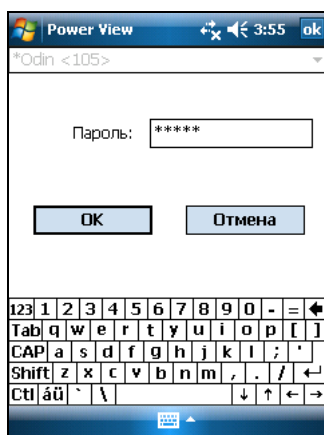 Power View 3:55 ok
*Odin <105>
Пароль: *****
OK Отмена
123 1 2 3 4 5 6 7 8 9 0 - = ←
Tab q w e r t y u i o p [ ]
CAP a s d f g h j k l ; '
Shift z x c v b n m , . / ↵
Ctl áü ` \ ↓ ↑ ← →